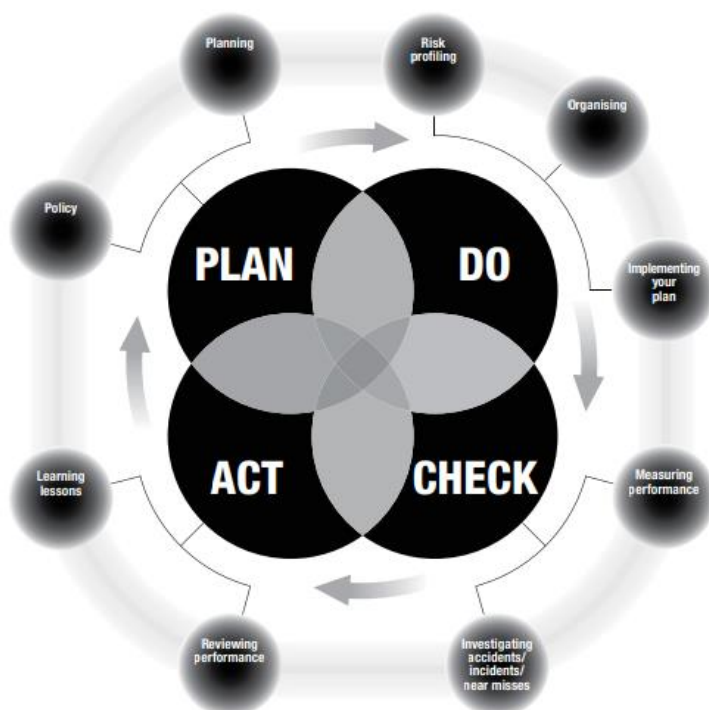 Planning
Risk
profiling
Organising
Policy
PLAN
DO
Implementing
your
plan
Learning
lessons
ACT
CHECK
Measuring
performance
Reviewing
performance
Investigating
accidents/
incidents/
near misses